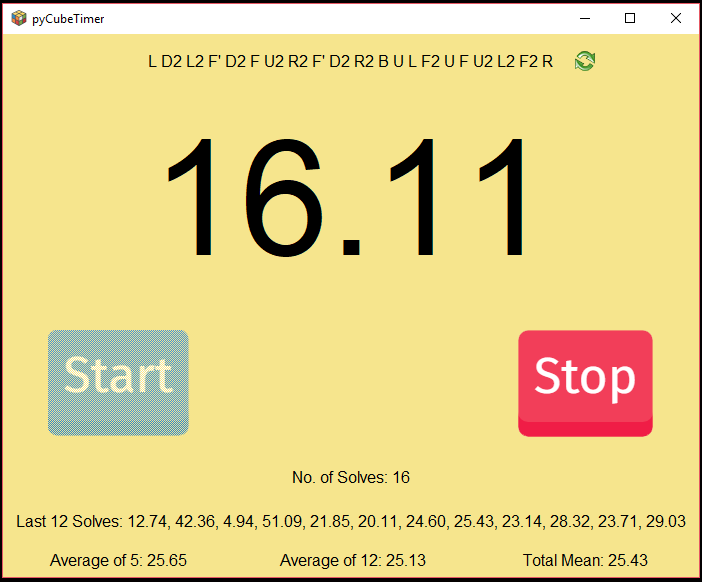 pyCubeTimer
L D2 L2 F' D2 F U2 R2 F' D2 R2 B U L F2 U F U2 L2 F2 R
16.11
Start
Stop
No. of Solves: 16
Last 12 Solves: 12.74, 42.36, 4.94, 51.09, 21.85, 20.11, 24.60, 25.43, 23.14, 28.32, 23.71, 29.03
Average of 5: 25.65
Average of 12: 25.13
Total Mean: 25.43